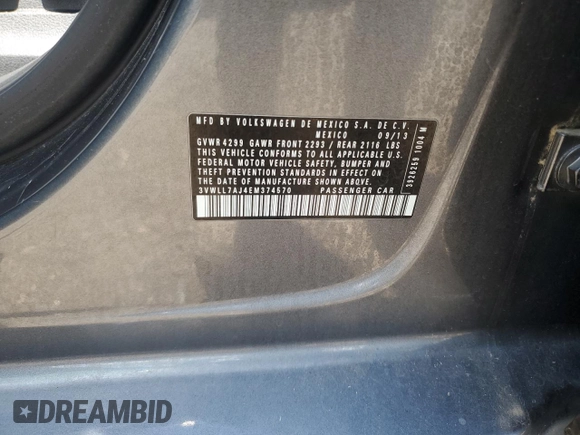 MFD BY VOLKSWAGEN DE MEXICO S.A. DE C.V.
MEXICO 09/13
GVWR 4299 GAWR FRONT 2293 / REAR 2116 LBS
THIS VEHICLE CONFORMS TO ALL APPLICABLE U.S.
FEDERAL MOTOR VEHICLE SAFETY, BUMPER AND
THEFT PREVENTION STANDARDS IN EFFECT ON
THE DATE OF MANUFACTURE SHOWN ABOVE
3VWLL7AJ4EM374570 PASSENGER CAR
3926259 1004 M
DREAMBID